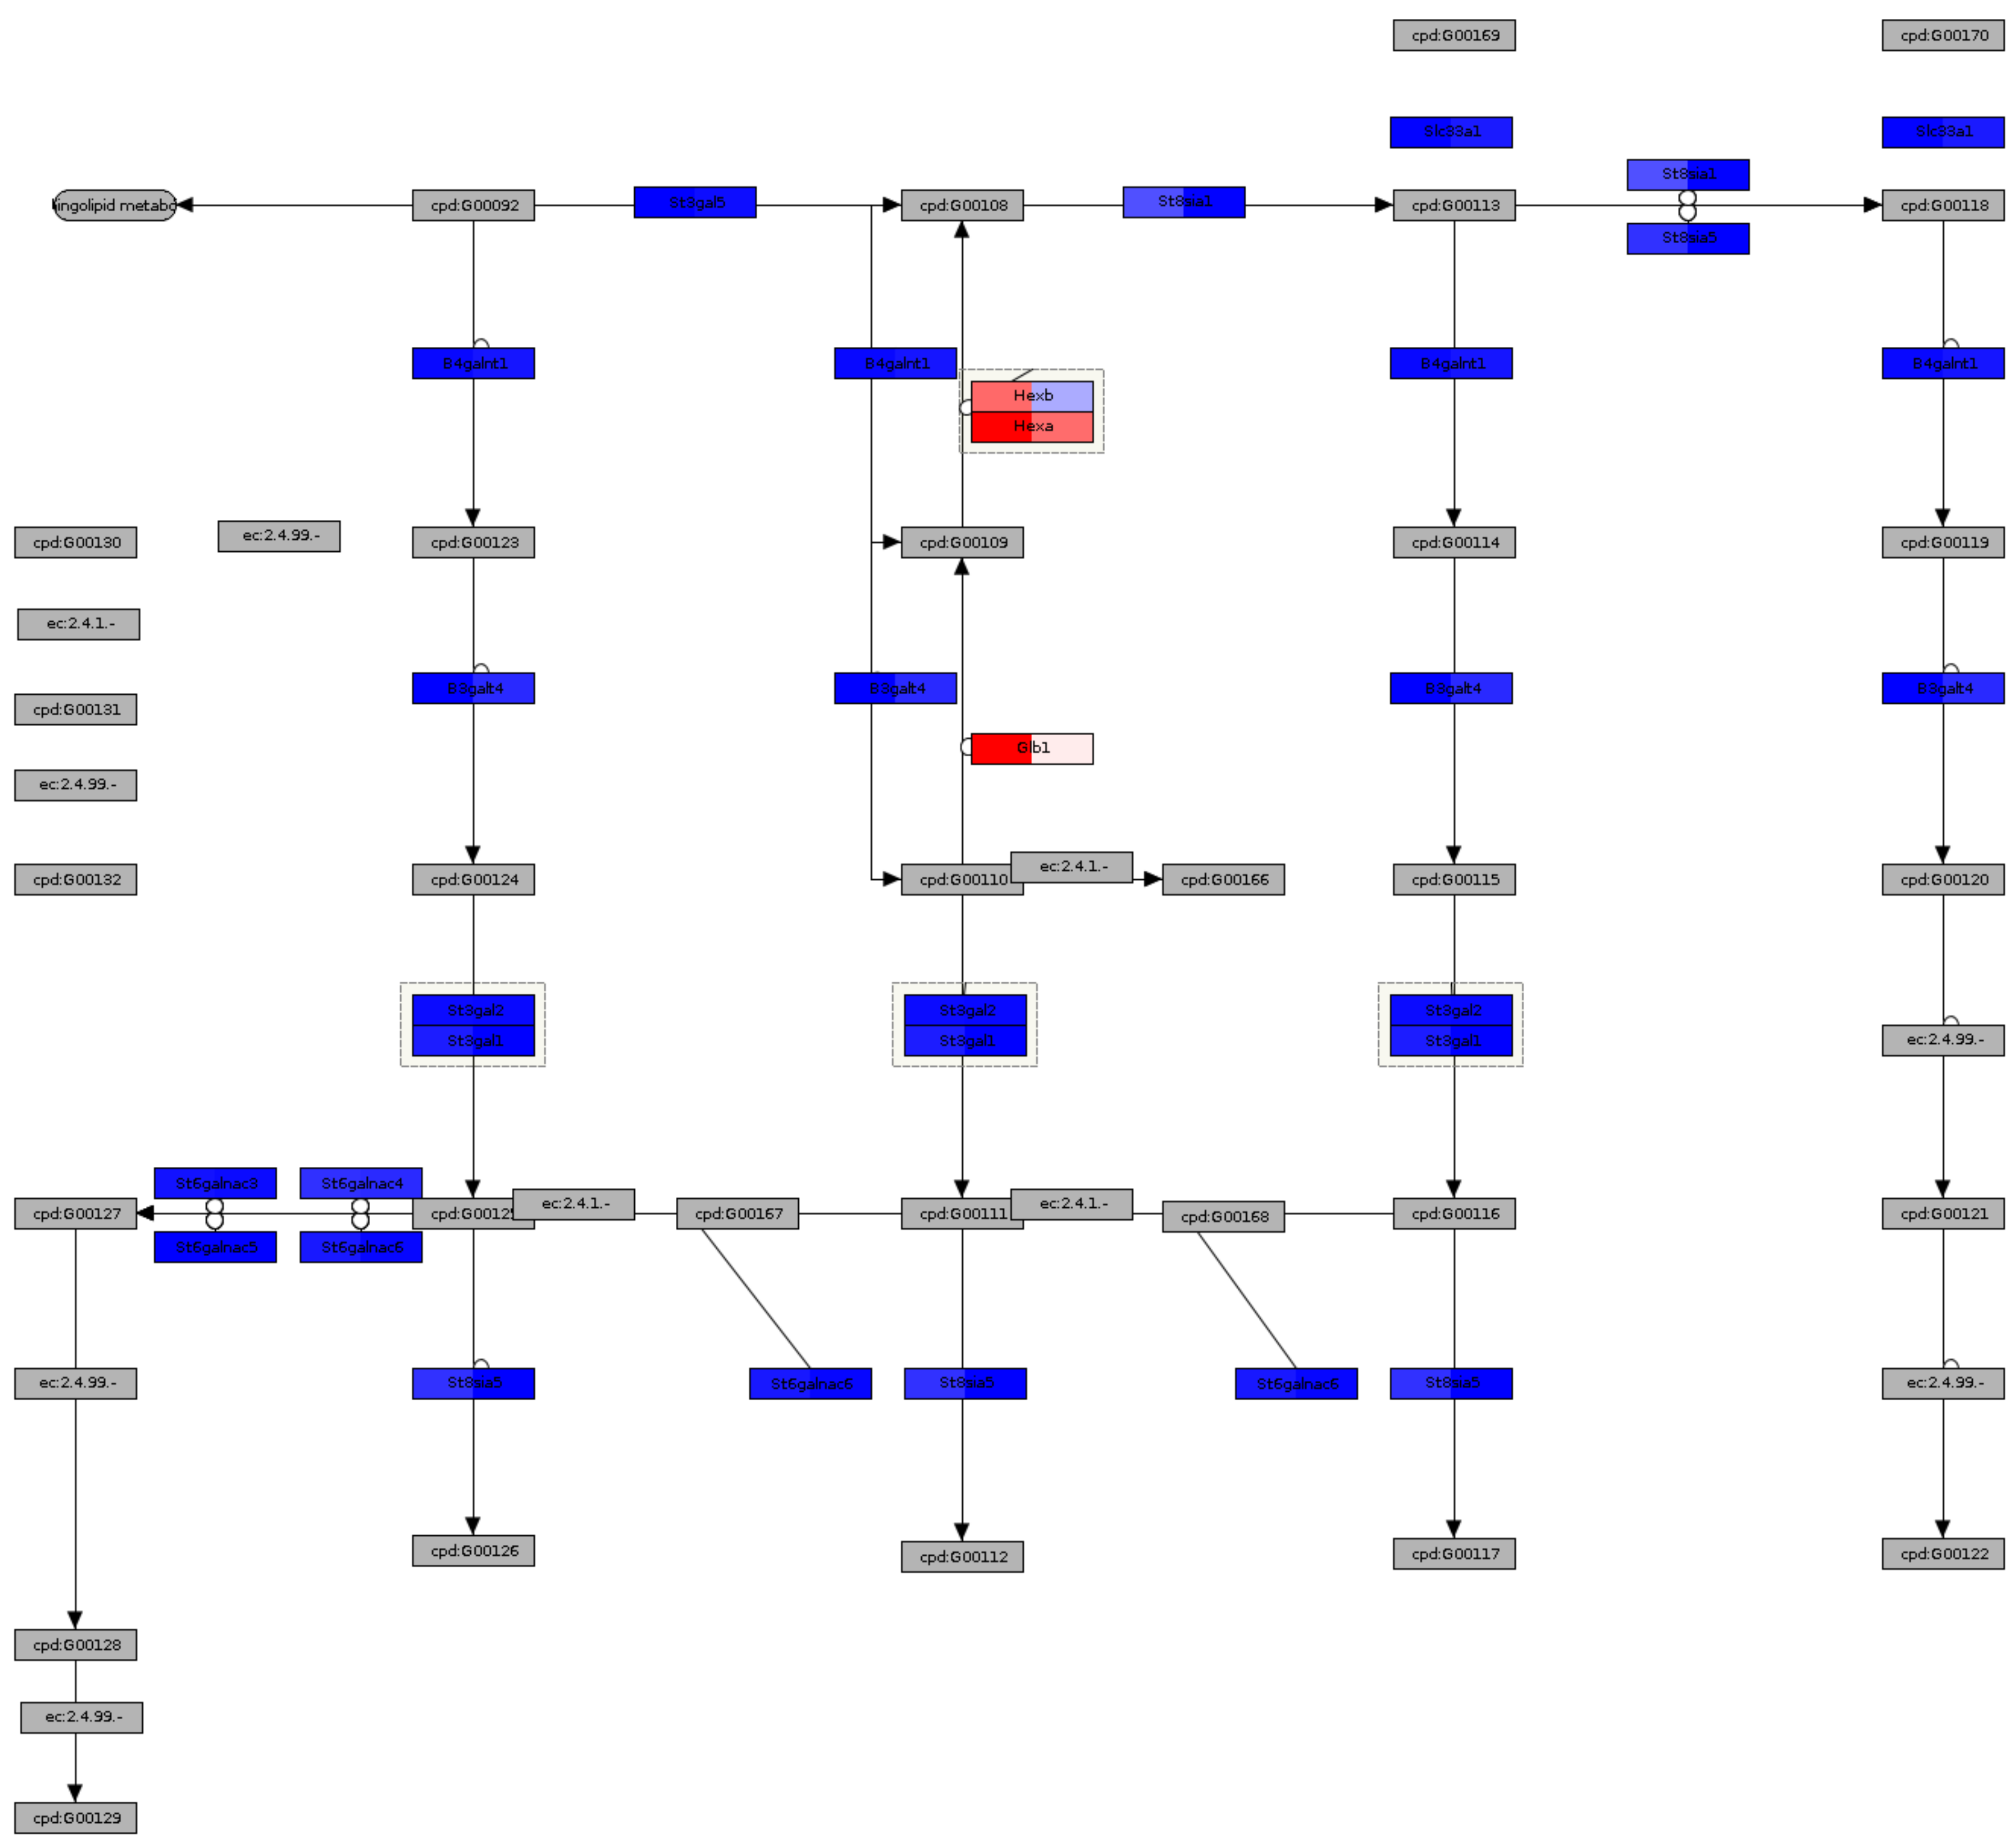 cpd:G00169
cpd:G00170
Slc33a1
Slc33a1
St8sia1
ingolipid metabo
cpd:G00092
St3gal5
cpd:G00108
St8sia1
cpd:G00113
cpd:G00118
St8sia5
B4galnt1
B4galnt1
B4galnt1
B4galnt1
Hexb
Hexa
cpd:G00130
ec:2.4.99.-
cpd:G00123
cpd:G00109
cpd:G00114
cpd:G00119
ec:2.4.1.-
cpd:G00131
B3galt4
B3galt4
B3galt4
B3galt4
Glb1
ec:2.4.99.-
cpd:G00132
cpd:G00124
cpd:G00110
ec:2.4.1.-
cpd:G00166
cpd:G00115
cpd:G00120
St3gal2
St3gal1
St3gal2
St3gal1
St3gal2
St3gal1
ec:2.4.99.-
St6galnac3
St6galnac4
cpd:G00127
cpd:G0012
ec:2.4.1.-
cpd:G00167
cpd:G00111
ec:2.4.1.-
cpd:G00168
cpd:G00116
cpd:G00121
St6galnac5
St6galnac6
ec:2.4.99.-
St8sia5
St6galnac6
St8sia5
St6galnac6
St8sia5
ec:2.4.99.-
cpd:G00126
cpd:G00112
cpd:G00117
cpd:G00122
cpd:G00128
ec:2.4.99.-
cpd:G00129